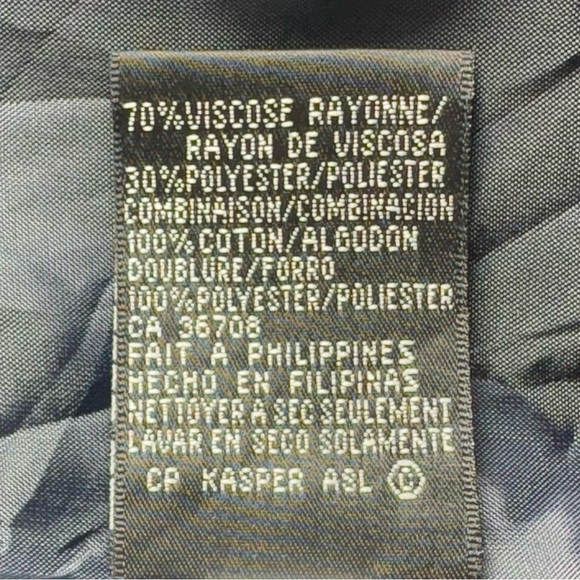 70%VISCOSE RAYONNE/
RAYON DE VISCOSA
30%POLYESTER/POLIESTER
COMBINAISON/COMBINACION
100%COTON/ALGODON
DOUBLURE/FORRO
100%POLYESTER/POLIESTER
CA 36708
FAIT A PHILIPPINES
HECHO EN FILIPINAS
NETTOYER A SEC SEULEMENT
LAVAR EN SECO SOLAMENTE
CP KASPER ASL